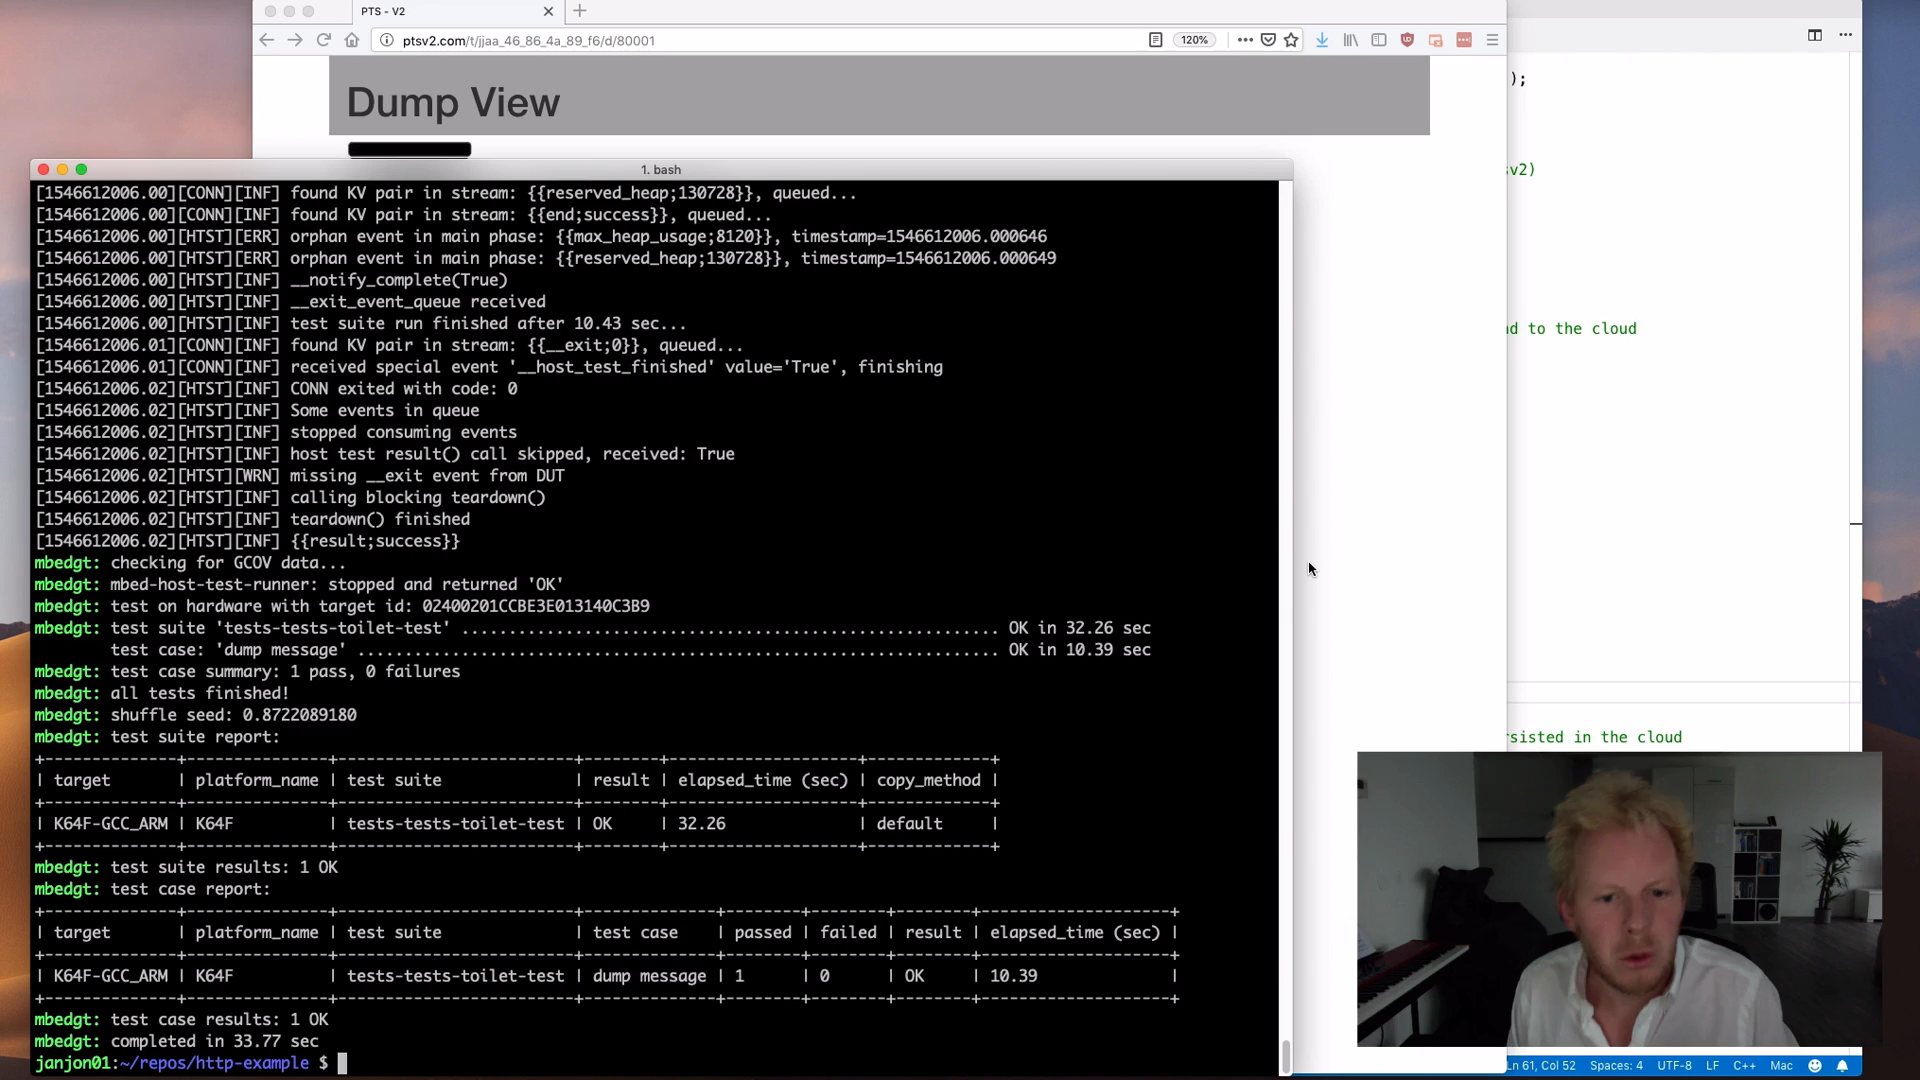 PTS - V2
ptsv2.com/t/jjaa_46_86_4a_89_f6/d/80001
120%
Dump View
);
sv2)
nd to the cloud
rsisted in the cloud
1. bash
[1546612006.00][CONN][INF] found KV pair in stream: {{reserved_heap;130728}}, queued...
[1546612006.00][CONN][INF] found KV pair in stream: {{end;success}}, queued...
[1546612006.00][HTST][ERR] orphan event in main phase: {{max_heap_usage;8120}}, timestamp=1546612006.000646
[1546612006.00][HTST][ERR] orphan event in main phase: {{reserved_heap;130728}}, timestamp=1546612006.000649
[1546612006.00][HTST][INF] __notify_complete(True)
[1546612006.00][HTST][INF] __exit_event_queue received
[1546612006.00][HTST][INF] test suite run finished after 10.43 sec...
[1546612006.01][CONN][INF] found KV pair in stream: {{__exit;0}}, queued...
[1546612006.01][CONN][INF] received special event '__host_test_finished' value='True', finishing
[1546612006.02][HTST][INF] CONN exited with code: 0
[1546612006.02][HTST][INF] Some events in queue
[1546612006.02][HTST][INF] stopped consuming events
[1546612006.02][HTST][INF] host test result() call skipped, received: True
[1546612006.02][HTST][WRN] missing __exit event from DUT
[1546612006.02][HTST][INF] calling blocking teardown()
[1546612006.02][HTST][INF] teardown() finished
[1546612006.02][HTST][INF] {{result;success}}
mbedgt: checking for GCOV data...
mbedgt: mbed-host-test-runner: stopped and returned 'OK'
mbedgt: test on hardware with target id: 02400201CCBE3E013140C3B9
mbedgt: test suite 'tests-tests-toilet-test' ......................................................... OK in 32.26 sec
test case: 'dump message' .................................................................... OK in 10.39 sec
mbedgt: test case summary: 1 pass, 0 failures
mbedgt: all tests finished!
mbedgt: shuffle seed: 0.8722089180
mbedgt: test suite report:
+---------------+---------------+-------------------------+--------+--------------------+-------------+
| target | platform_name | test suite | result | elapsed_time (sec) | copy_method |
+---------------+---------------+-------------------------+--------+--------------------+-------------+
| K64F-GCC_ARM | K64F | tests-tests-toilet-test | OK | 32.26 | default |
+---------------+---------------+-------------------------+--------+--------------------+-------------+
mbedgt: test suite results: 1 OK
mbedgt: test case report:
+---------------+---------------+-------------------------+--------------+--------+--------+--------+--------------------+
| target | platform_name | test suite | test case | passed | failed | result | elapsed_time (sec) |
+---------------+---------------+-------------------------+--------------+--------+--------+--------+--------------------+
| K64F-GCC_ARM | K64F | tests-tests-toilet-test | dump message | 1 | 0 | OK | 10.39 |
+---------------+---------------+-------------------------+--------------+--------+--------+--------+--------------------+
mbedgt: test case results: 1 OK
mbedgt: completed in 33.77 sec
janjon01:~/repos/http-example $
Ln 61, Col 52 Spaces: 4 UTF-8 LF C++ Mac